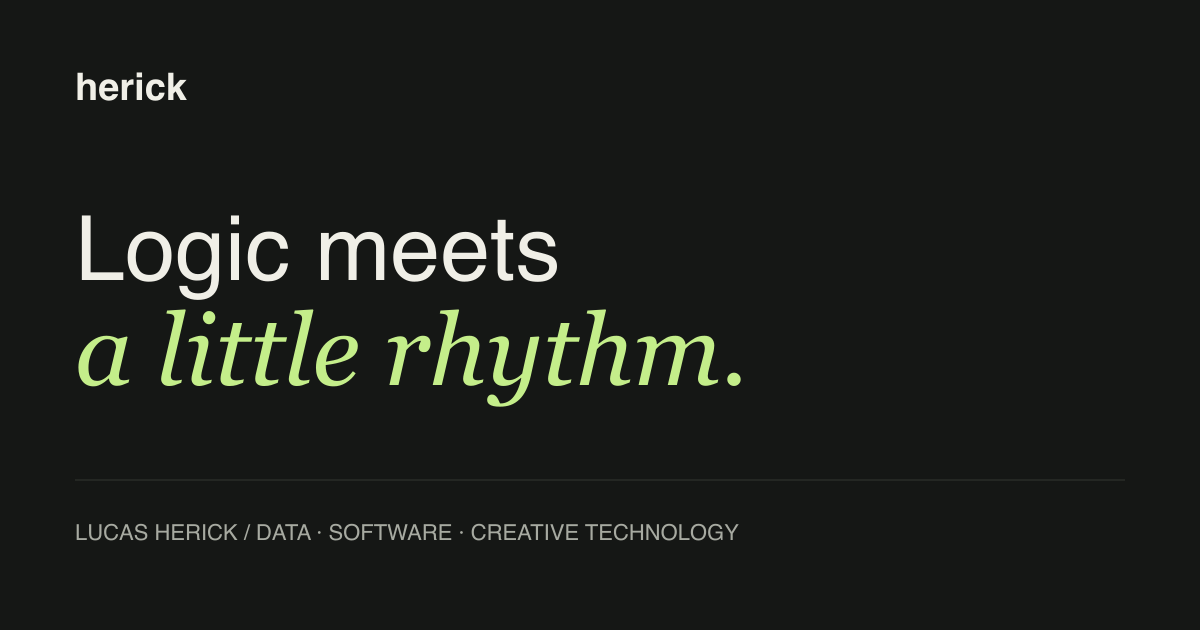 herick
Logic meets
a little rhythm.
LUCAS HERICK / DATA · SOFTWARE · CREATIVE TECHNOLOGY